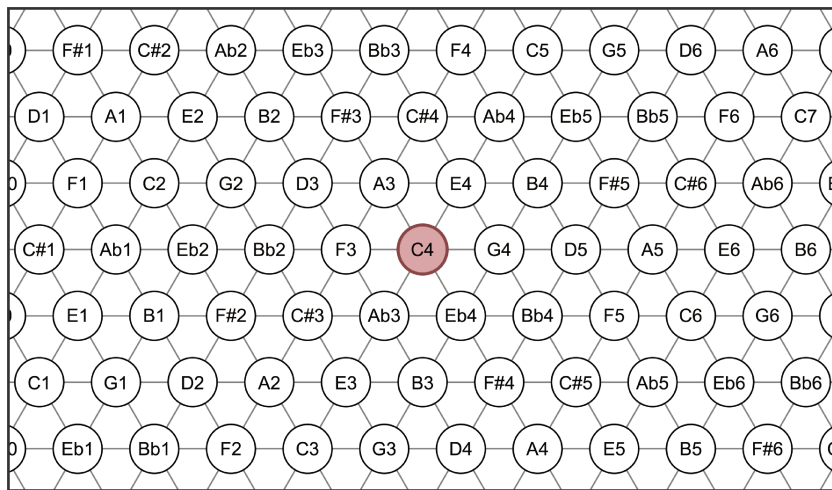 F#1 C#2 Ab2 Eb3 Bb3 F4 C5 G5 D6 A6
D1 A1 E2 B2 F#3 C#4 Ab4 Eb5 Bb5 F6 C7
F1 C2 G2 D3 A3 E4 B4 F#5 C#6 Ab6
C#1 Ab1 Eb2 Bb2 F3 C4 G4 D5 A5 E6 B6
E1 B1 F#2 C#3 Ab3 Eb4 Bb4 F5 C6 G6
C1 G1 D2 A2 E3 B3 F#4 C#5 Ab5 Eb6 Bb6
Eb1 Bb1 F2 C3 G3 D4 A4 E5 B5 F#6